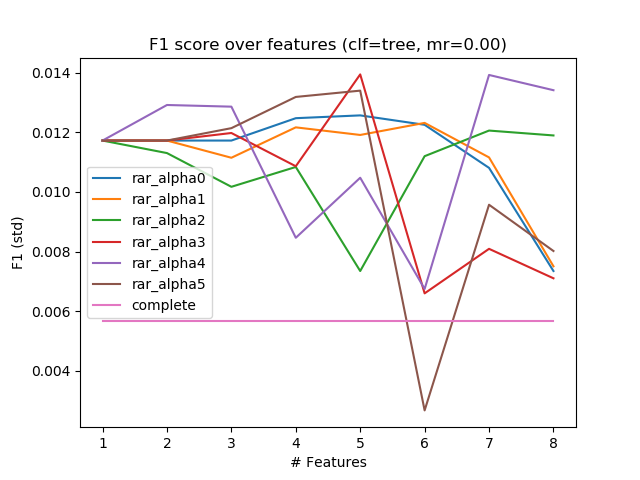 F1 score over features (clf=tree, mr=0.00)
0.014
0.012
0.010
0.008
0.006
0.004
F1 (std)
rar_alpha0
rar_alpha1
rar_alpha2
rar_alpha3
rar_alpha4
rar_alpha5
complete
1 2 3 4 5 6 7 8
# Features